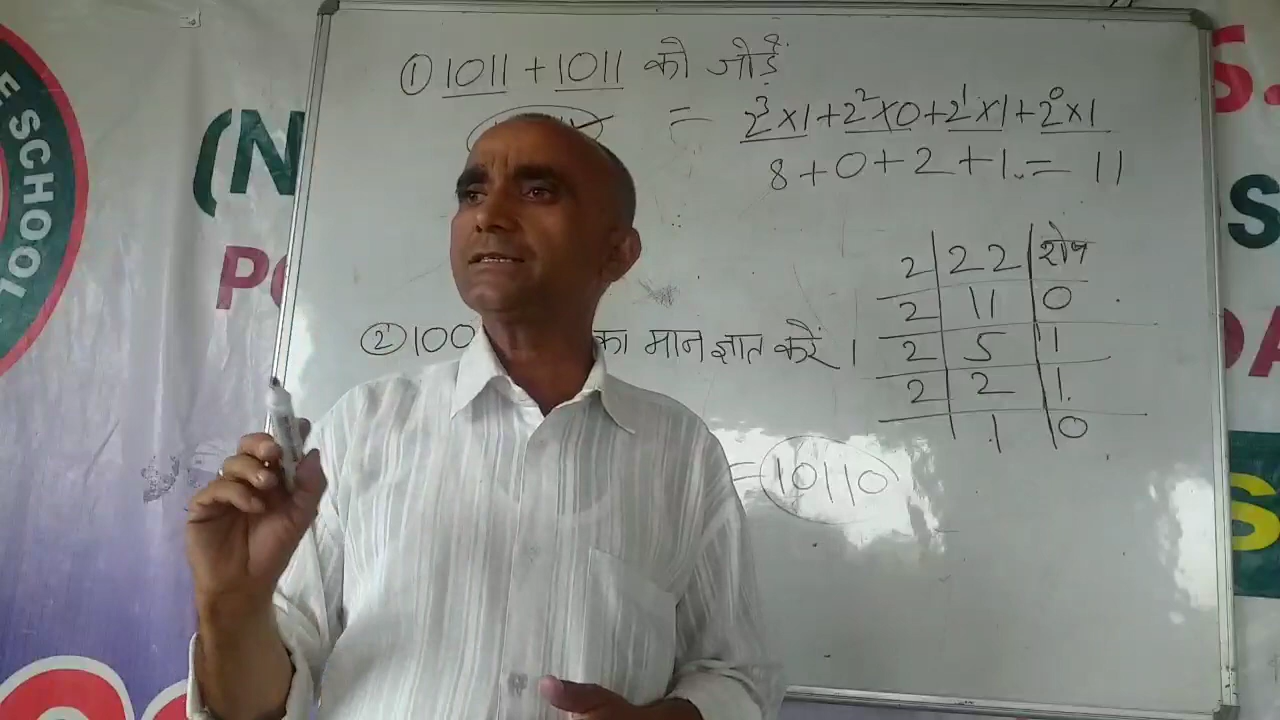 ① 1011 + 1011 को जोड़ें.
= 2³×1+2²×0+2¹×1+2⁰×1
8+0+2+1.= 11
2 | 22 | शेष
2 | 11 | 0
2 | 5 | 1
2 | 2 | 1.
1 | 0
② 100 का मान ज्ञात करें।
= 10110
E SCHOOL
(N
S.
S